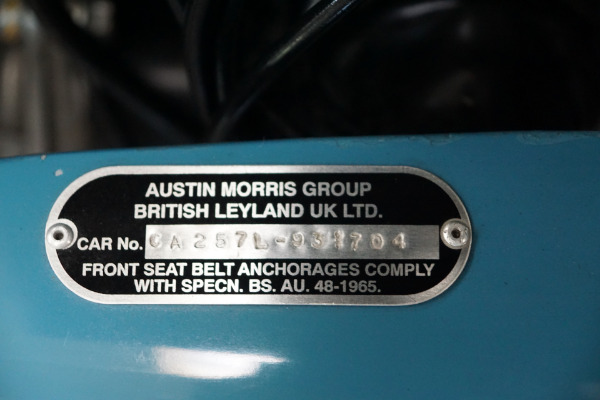 AUSTIN MORRIS GROUP
BRITISH LEYLAND UK LTD.
CAR No.
FRONT SEAT BELT ANCHORAGES COMPLY
WITH SPECN. BS. AU. 48-1965.